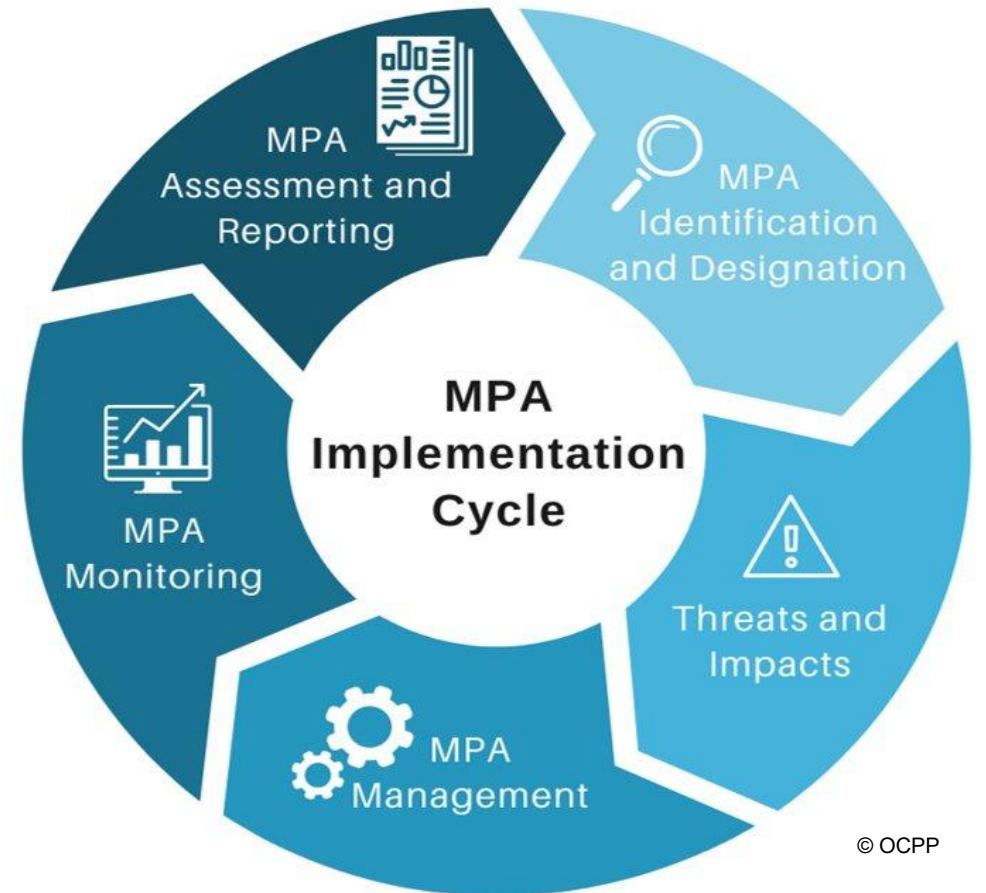 MPA
Assessment and
Reporting
MPA
Identification
and Designation
MPA
Implementation
Cycle
Threats and
Impacts
MPA
Management
MPA
Monitoring
© OCPP